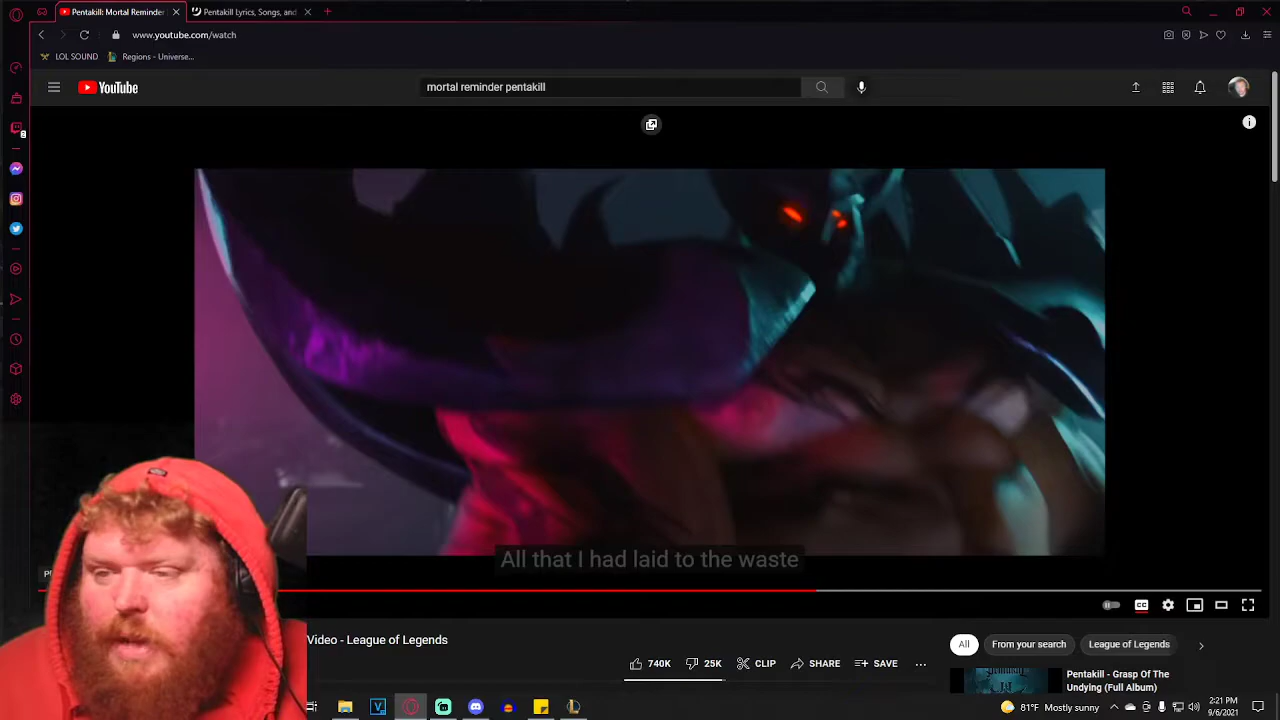 Pentakill: Mortal Reminder
Pentakill Lyrics, Songs, and
www.youtube.com/watch
LOL SOUND
Regions - Universe...
2
YouTube
mortal reminder pentakill
All that I had laid to the waste
CC
Video - League of Legends
All
From your search
League of Legends
740K
25K
CLIP
SHARE
SAVE
Pentakill - Grasp Of The
Undying (Full Album)
81°F Mostly sunny
2:21 PM
9/6/2021